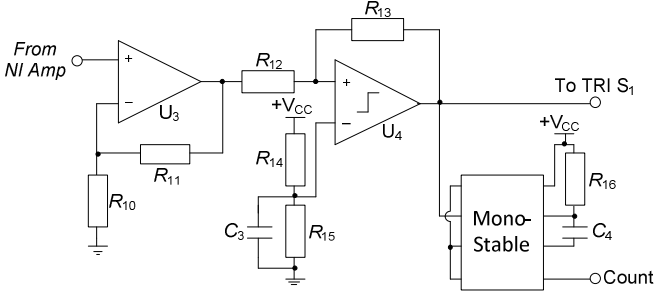 From
NI Amp
+
−
U3
R10
R11
R12
R13
+VCC
R14
R15
C3
+
−
U4
To TRI S1
+VCC
R16
C4
Mono-
Stable
Count